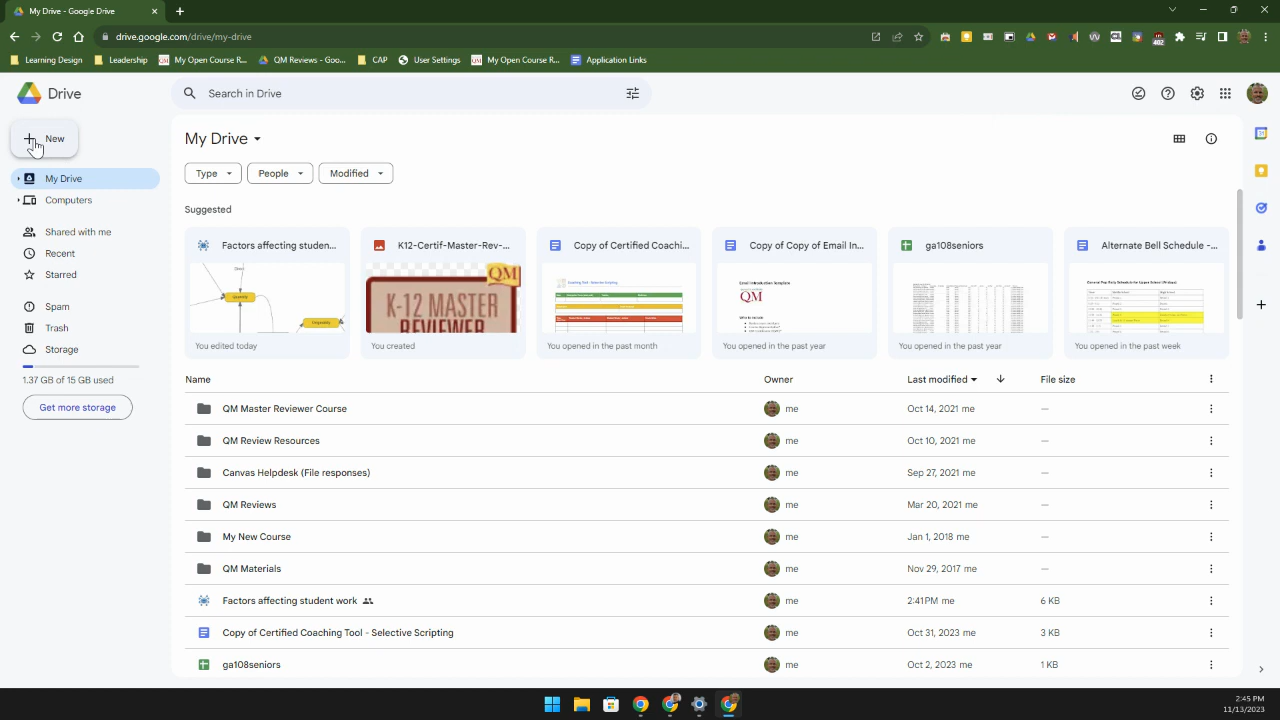 My Drive - Google Drive
drive.google.com/drive/my-drive
Learning Design
Leadership
My Open Course R...
QM Reviews - Goo...
CAP
User Settings
My Open Course R...
Application Links
Drive
Search in Drive
New
My Drive
Computers
Shared with me
Recent
Starred
Spam
Trash
Storage
1.37 GB of 15 GB used
Get more storage
My Drive
Type
People
Modified
Suggested
Factors affecting studen...
You edited today
K12-Certif-Master-Rev-...
QM
K-12 MASTER
REVIEWER
You created
Copy of Certified Coachi...
You opened in the past month
Copy of Copy of Email In...
Email Introduction Template
QM
You opened in the past year
ga108seniors
You opened in the past year
Alternate Bell Schedule -...
You opened in the past week
Name Owner Last modified File size
QM Master Reviewer Course me Oct 14, 2021 me —
QM Review Resources me Oct 10, 2021 me —
Canvas Helpdesk (File responses) me Sep 27, 2021 me —
QM Reviews me Mar 20, 2021 me —
My New Course me Jan 1, 2018 me —
QM Materials me Nov 29, 2017 me —
Factors affecting student work me 2:41 PM me 6 KB
Copy of Certified Coaching Tool - Selective Scripting me Oct 31, 2023 me 3 KB
ga108seniors me Oct 2, 2023 me 1 KB
2:45 PM
11/13/2023